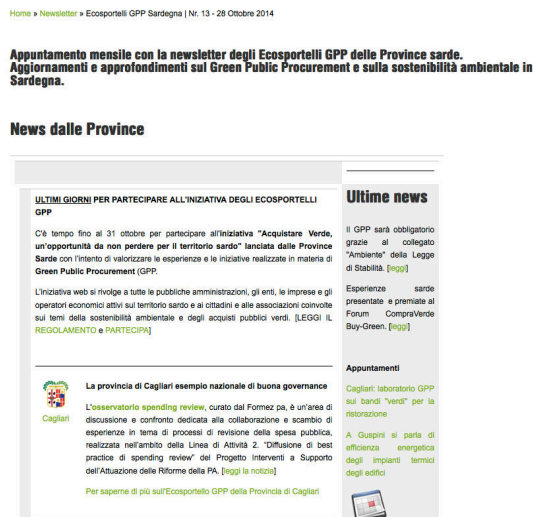 Home » Newsletter » Ecosportelli GPP Sardegna | Nr. 13 - 28 Ottobre 2014
Appuntamento mensile con la newsletter degli Ecosportelli GPP delle Province sarde.
Aggiornamenti e approfondimenti sul Green Public Procurement e sulla sostenibilità ambientale in
Sardegna.
News dalle Province
ULTIMI GIORNI PER PARTECIPARE ALL'INIZIATIVA DEGLI ECOSPORTELLI
GPP
C'è tempo fino al 31 ottobre per partecipare all'iniziativa "Acquistare Verde,
un'opportunità da non perdere per il territorio sardo" lanciata dalle Province
Sarde con l'intento di valorizzare le esperienze e le iniziative realizzate in materia di
Green Public Procurement (GPP.
L'iniziativa web si rivolge a tutte le pubbliche amministrazioni, gli enti, le imprese e gli
operatori economici attivi sul territorio sardo e ai cittadini e alle associazioni coinvolte
sui temi della sostenibilità ambientale e degli acquisti pubblici verdi. [LEGGI IL
REGOLAMENTO e PARTECIPA]
Cagliari
La provincia di Cagliari esempio nazionale di buona governance
L'osservatorio spending review, curato dal Formez pa, è un'area di
discussione e confronto dedicata alla collaborazione e scambio di
esperienze in tema di processi di revisione della spesa pubblica,
realizzata nell'ambito della Linea di Attività 2. "Diffusione di best
practice di spending review" del Progetto Interventi a Supporto
dell'Attuazione delle Riforme della PA. [leggi la notizia]
Per saperne di più sull'Ecosportello GPP della Provincia di Cagliari
Ultime news
Il GPP sarà obbligatorio
grazie al collegato
"Ambiente" della Legge
di Stabilità. [leggi]
Esperienze sarde
presentate e premiate al
Forum CompraVerde
Buy-Green. [leggi]
Appuntamenti
Cagliari: laboratorio GPP
sui bandi "verdi" per la
ristorazione
A Guspini si parla di
efficienza energetica
degli impianti termici
degli edifici